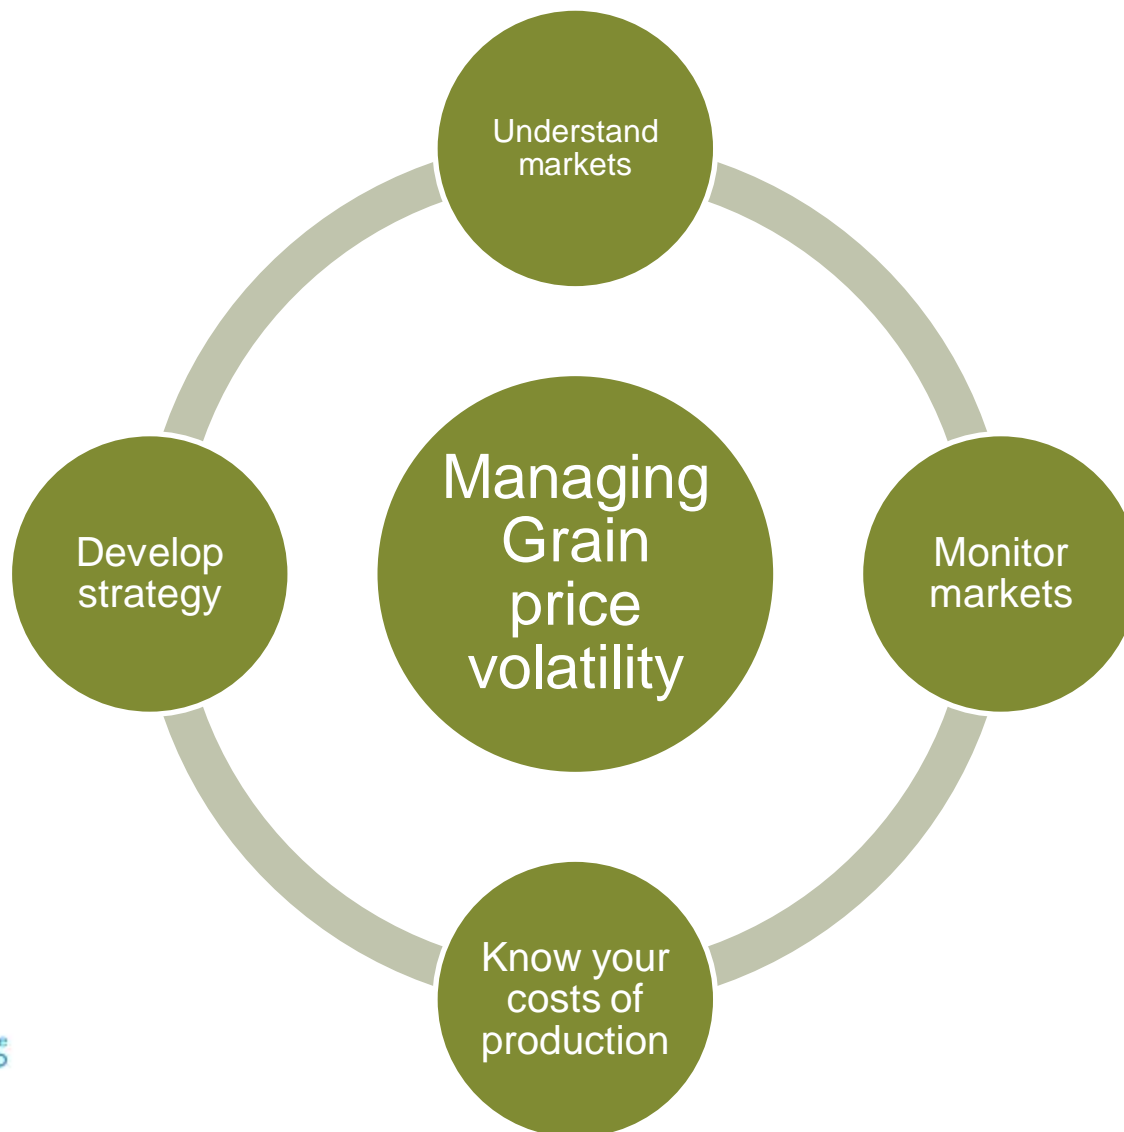 Understand
markets
Managing
Grain
price
volatility
Develop
strategy
Monitor
markets
Know your
costs of
production